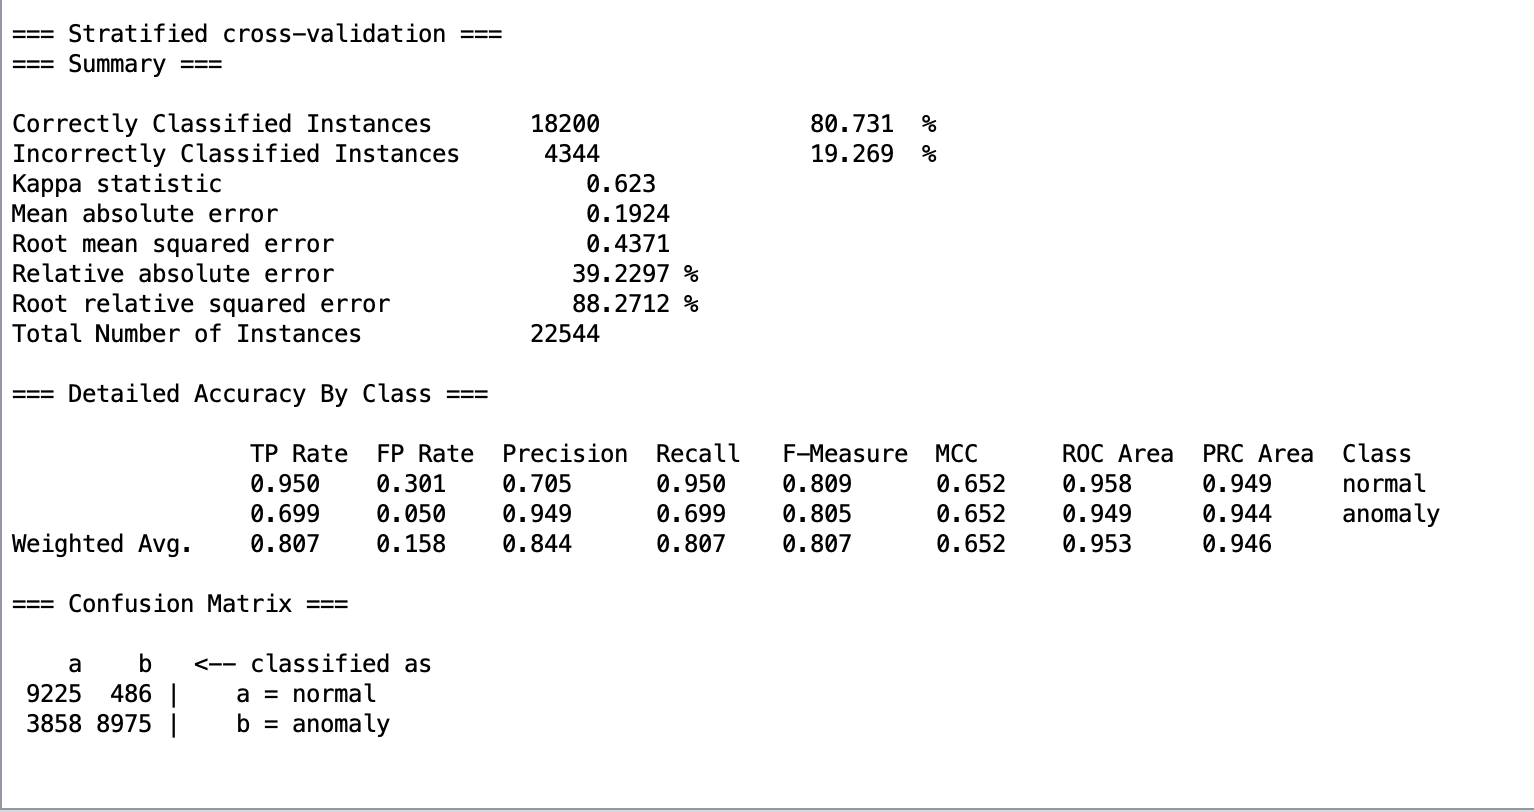 === Stratified cross-validation ===
=== Summary ===
Correctly Classified Instances 18200 80.731 %
Incorrectly Classified Instances 4344 19.269 %
Kappa statistic 0.623
Mean absolute error 0.1924
Root mean squared error 0.4371
Relative absolute error 39.2297 %
Root relative squared error 88.2712 %
Total Number of Instances 22544
=== Detailed Accuracy By Class ===
TP Rate FP Rate Precision Recall F-Measure MCC ROC Area PRC Area Class
0.950 0.301 0.705 0.950 0.809 0.652 0.958 0.949 normal
0.699 0.050 0.949 0.699 0.805 0.652 0.949 0.944 anomaly
Weighted Avg. 0.807 0.158 0.844 0.807 0.807 0.652 0.953 0.946
=== Confusion Matrix ===
a b <-- classified as
9225 486 | a = normal
3858 8975 | b = anomaly